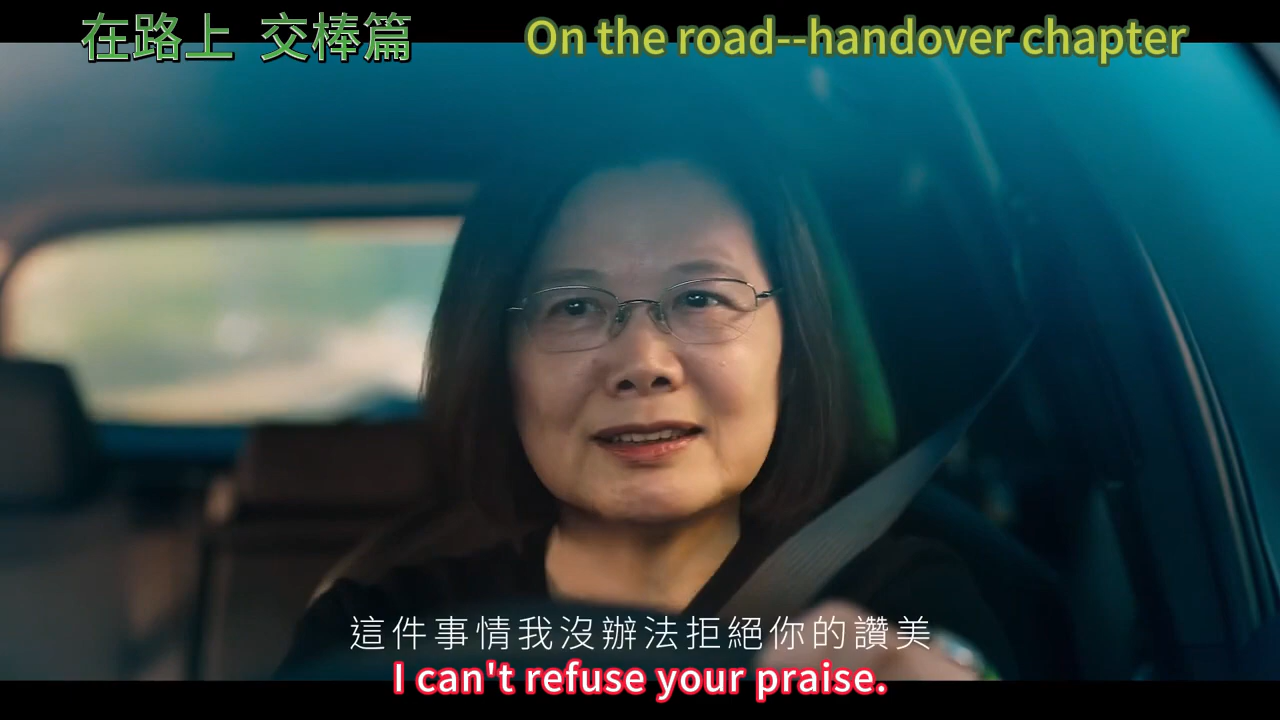 在路上 交棒篇
On the road--handover chapter
這件事情我沒辦法拒絕你的讚美
I can't refuse your praise.